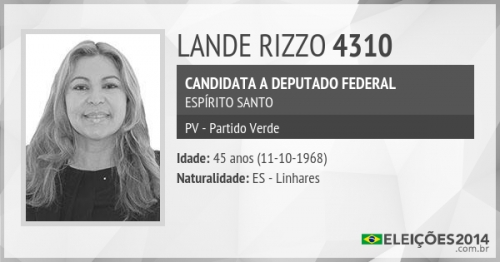 LANDE RIZZO 4310
CANDIDATA A DEPUTADO FEDERAL
ESPÍRITO SANTO
PV - Partido Verde
Idade: 45 anos (11-10-1968)
Naturalidade: ES - Linhares
ELEIÇÕES2014
.com.br